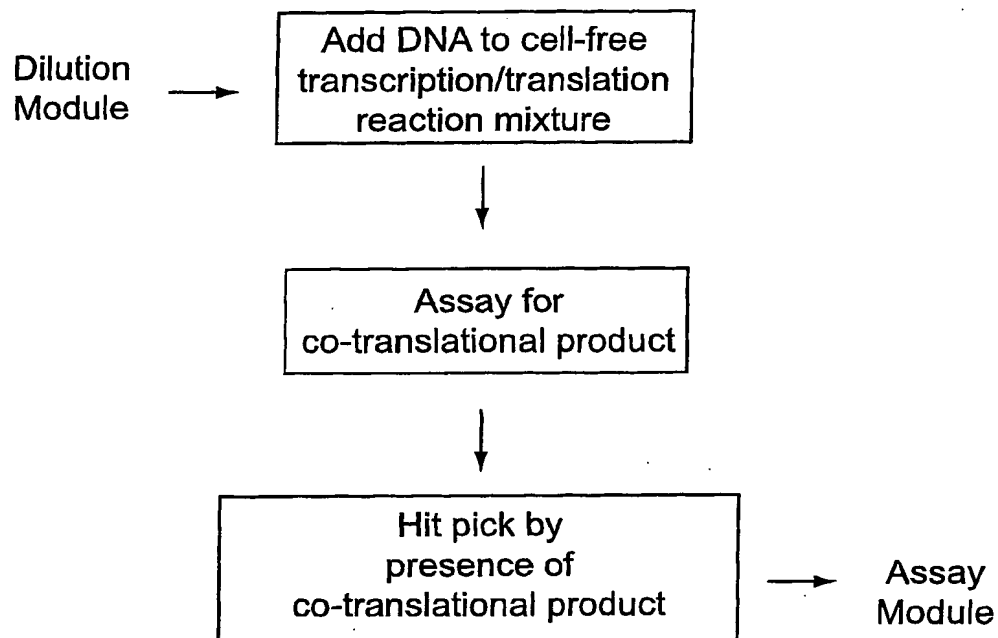 Dilution
Module
Add DNA to cell-free
transcription/translation
reaction mixture
Assay for
co-translational product
Hit pick by
presence of
co-translational product
Assay
Module